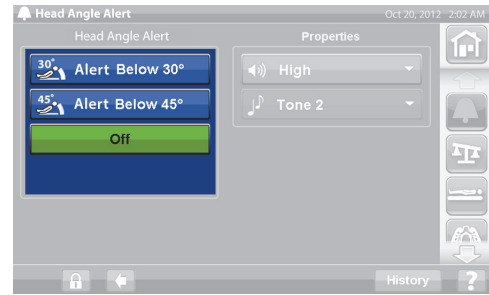 Head Angle Alert
Oct 20, 2012 2:02 AM
Head Angle Alert
Properties
30° Alert Below 30°
High
45° Alert Below 45°
Tone 2
Off
History
?